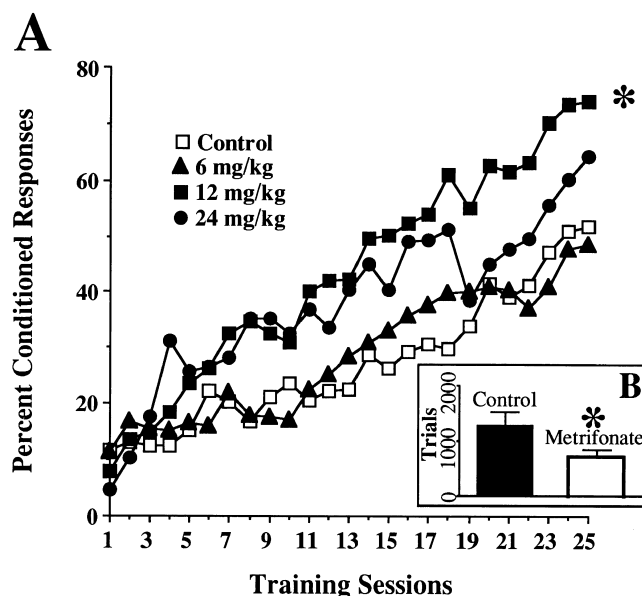 A
80
60
40
20
0
Percent Conditioned Responses
Control
6 mg/kg
12 mg/kg
24 mg/kg
*
1 3 5 7 9 11 13 15 17 19 21 23 25
Training Sessions
B
2000
1000
0
Trials
Control
*
Metrifonate